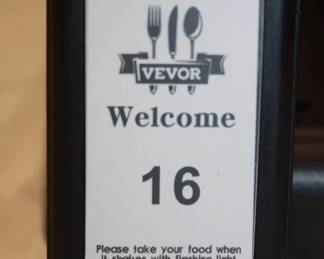 VEVOR
Welcome
16
Please take your food when
it shakes with flashing light